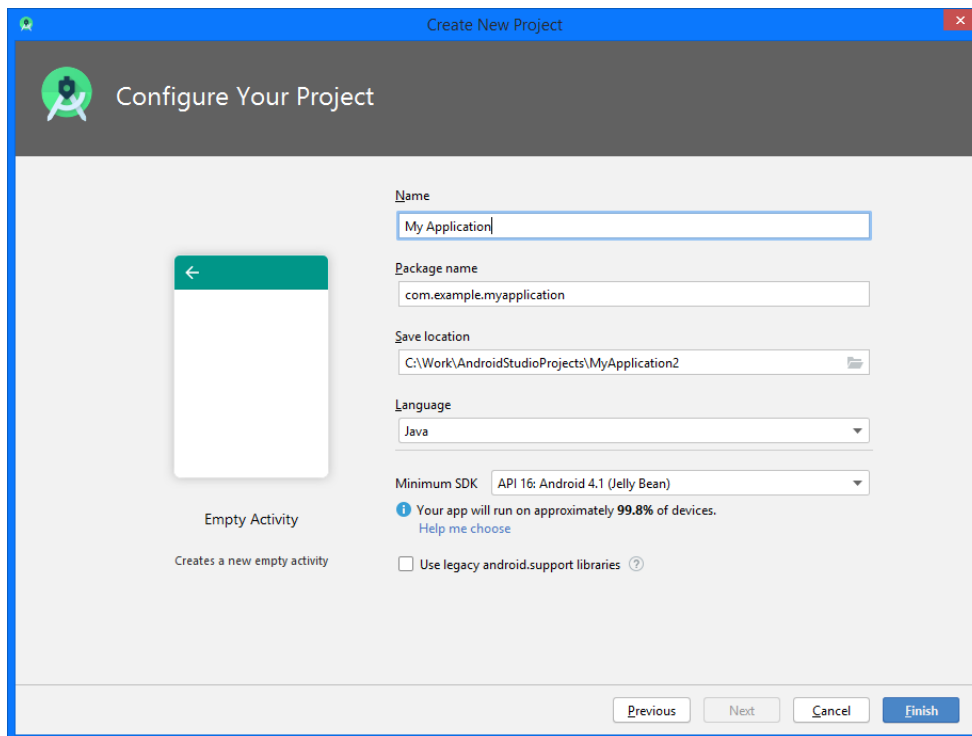 Create New Project
Configure Your Project
Name
My Application
Package name
com.example.myapplication
Save location
C:\Work\AndroidStudioProjects\MyApplication2
Language
Java
Minimum SDK API 16: Android 4.1 (Jelly Bean)
Your app will run on approximately 99.8% of devices.
Help me choose
Use legacy android.support libraries ?
Empty Activity
Creates a new empty activity
Previous Next Cancel Finish